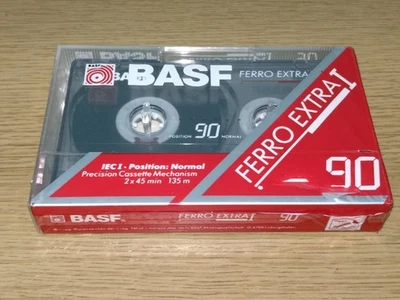 BASF FERRO EXTRA I 90
POSITION 90 NORMAL
FERRO EXTRA I
90
IEC I - Position: Normal
Precision Cassette Mechanism
2 x 45 min 135 m
BASF FERRO EXTRA I 90